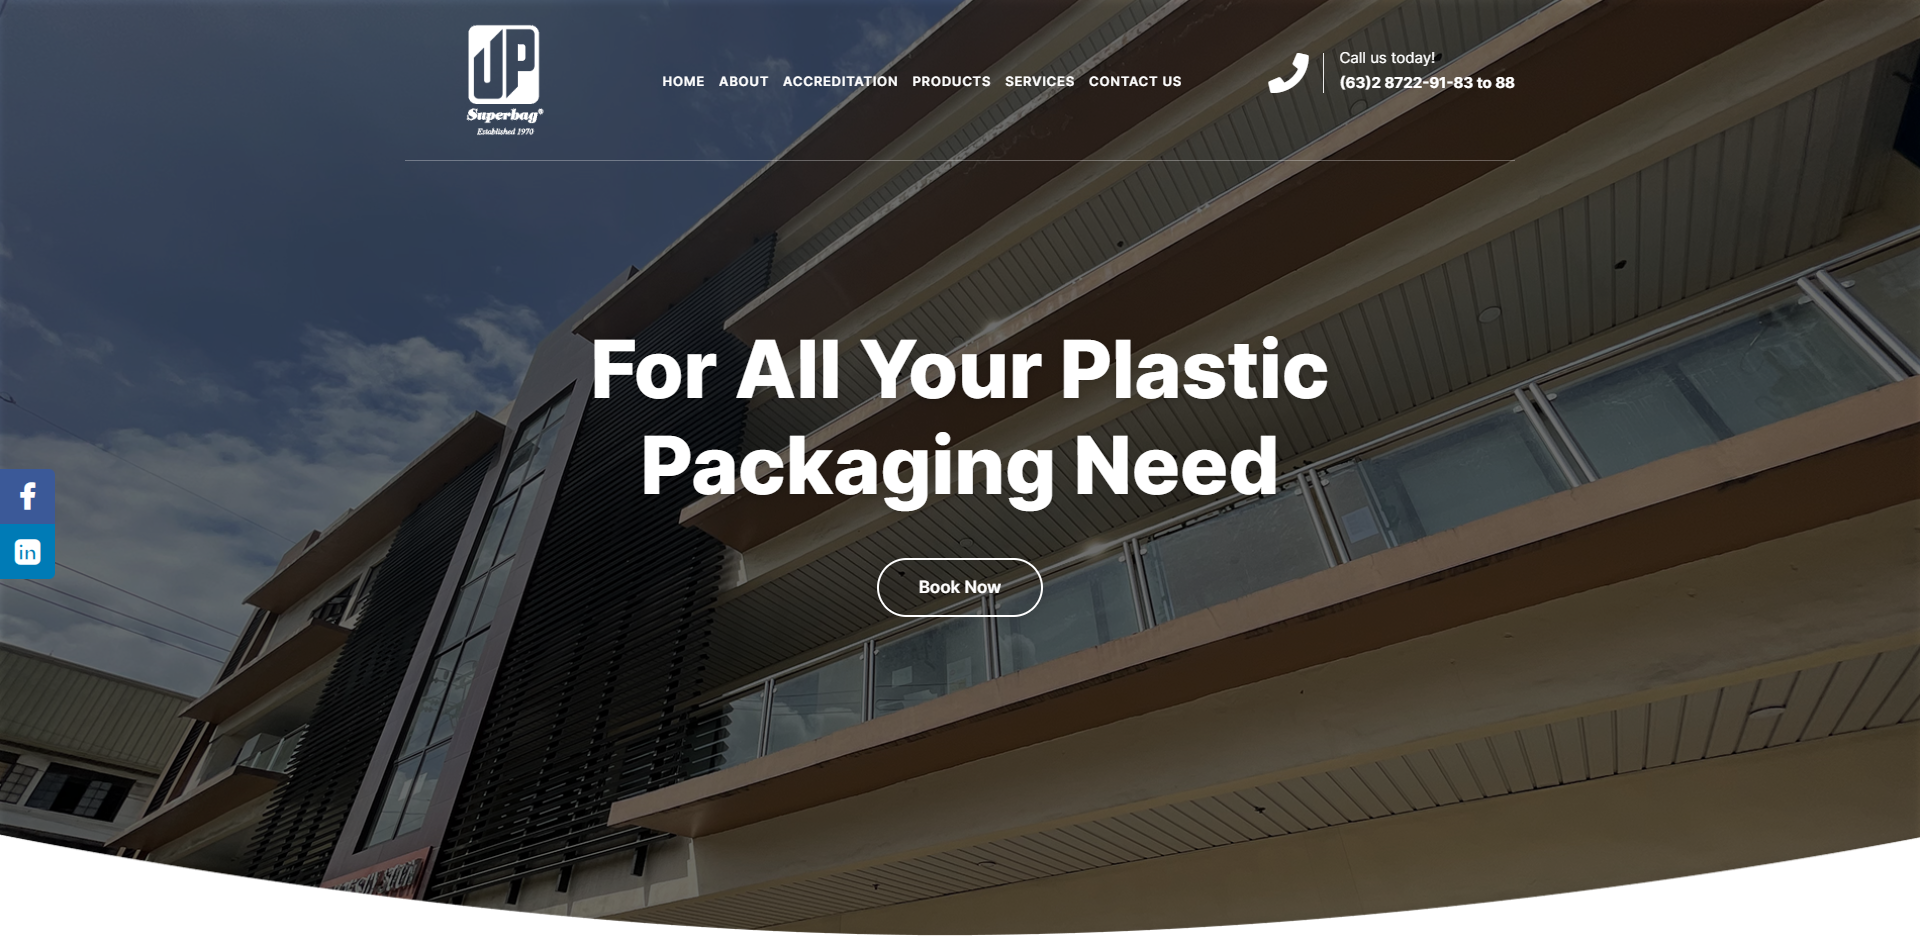 UP
Superbag®
Established 1970
HOME ABOUT ACCREDITATION PRODUCTS SERVICES CONTACT US
Call us today!
(63)2 8722-91-83 to 88
For All Your Plastic
Packaging Need
Book Now
f
in